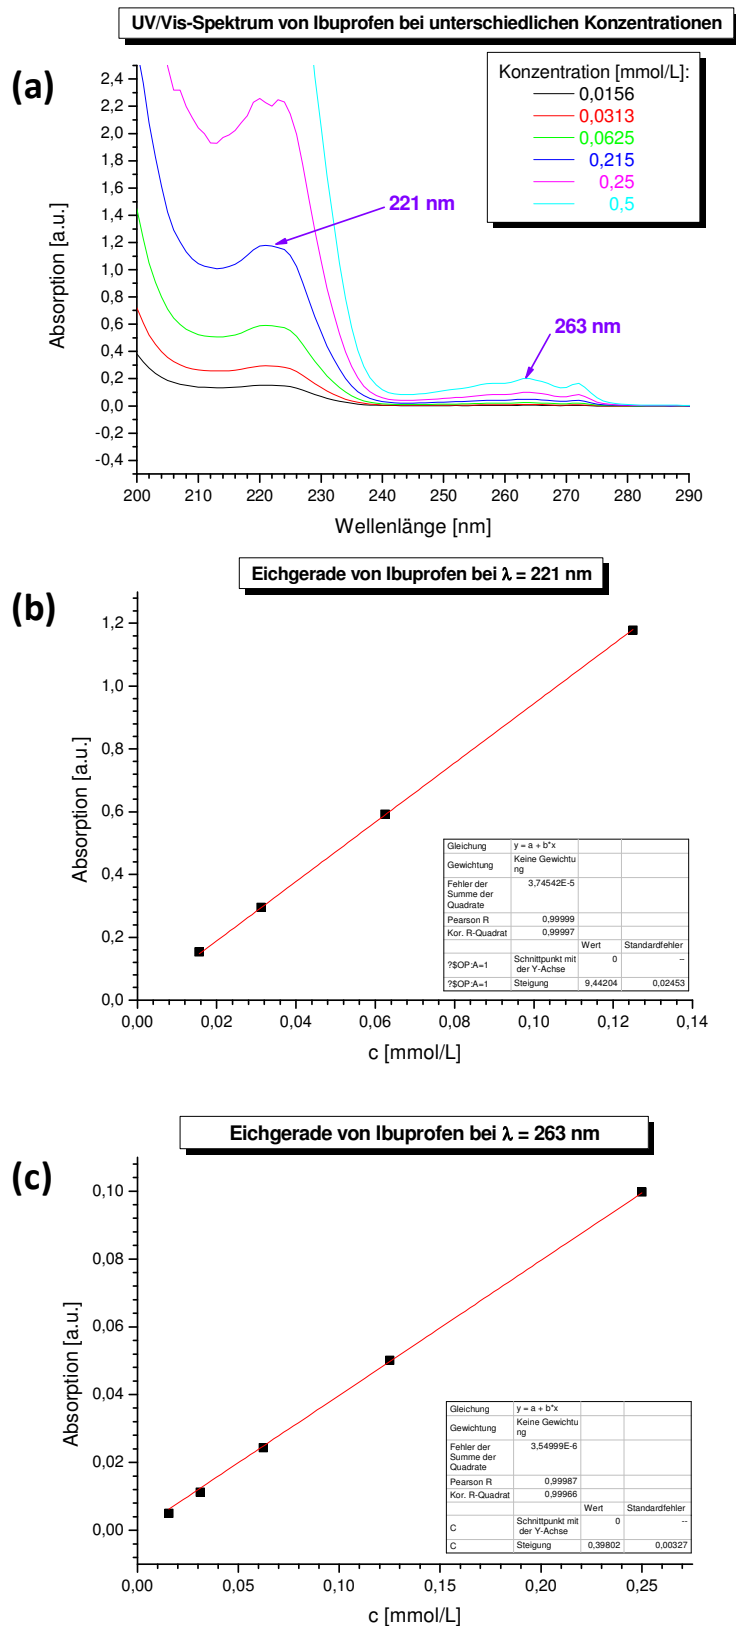 UV/Vis-Spektrum von Ibuprofen bei unterschiedlichen Konzentrationen
(a)
Konzentration [mmol/L]:
0,0156
0,0313
0,0625
0,215
0,25
0,5
221 nm
263 nm
Absorption [a.u.]
2,4
2,2
2,0
1,8
1,6
1,4
1,2
1,0
0,8
0,6
0,4
0,2
0,0
-0,2
-0,4
200 210 220 230 240 250 260 270 280 290
Wellenlänge [nm]
Eichgerade von Ibuprofen bei λ = 221 nm
(b)
Absorption [a.u.]
1,2
1,0
0,8
0,6
0,4
0,2
0,0
Gleichung y = a + b*x
Gewichtung Keine Gewichtu
ng
Fehler der 3,74542E-5
Summe der
Quadrate
Pearson R 0,99999
Kor. R-Quadrat 0,99997
Wert Standardfehler
?$OP:A=1 Schnittpunkt mit 0 --
der Y-Achse
?$OP:A=1 Steigung 9,44204 0,02453
0,00 0,02 0,04 0,06 0,08 0,10 0,12 0,14
c [mmol/L]
Eichgerade von Ibuprofen bei λ = 263 nm
(c)
Absorption [a.u.]
0,10
0,08
0,06
0,04
0,02
0,00
Gleichung y = a + b*x
Gewichtung Keine Gewichtu
ng
Fehler der 3,54999E-6
Summe der
Quadrate
Pearson R 0,99987
Kor. R-Quadrat 0,99966
Wert Standardfehler
C Schnittpunkt mit 0 --
der Y-Achse
C Steigung 0,39802 0,00327
0,00 0,05 0,10 0,15 0,20 0,25
c [mmol/L]